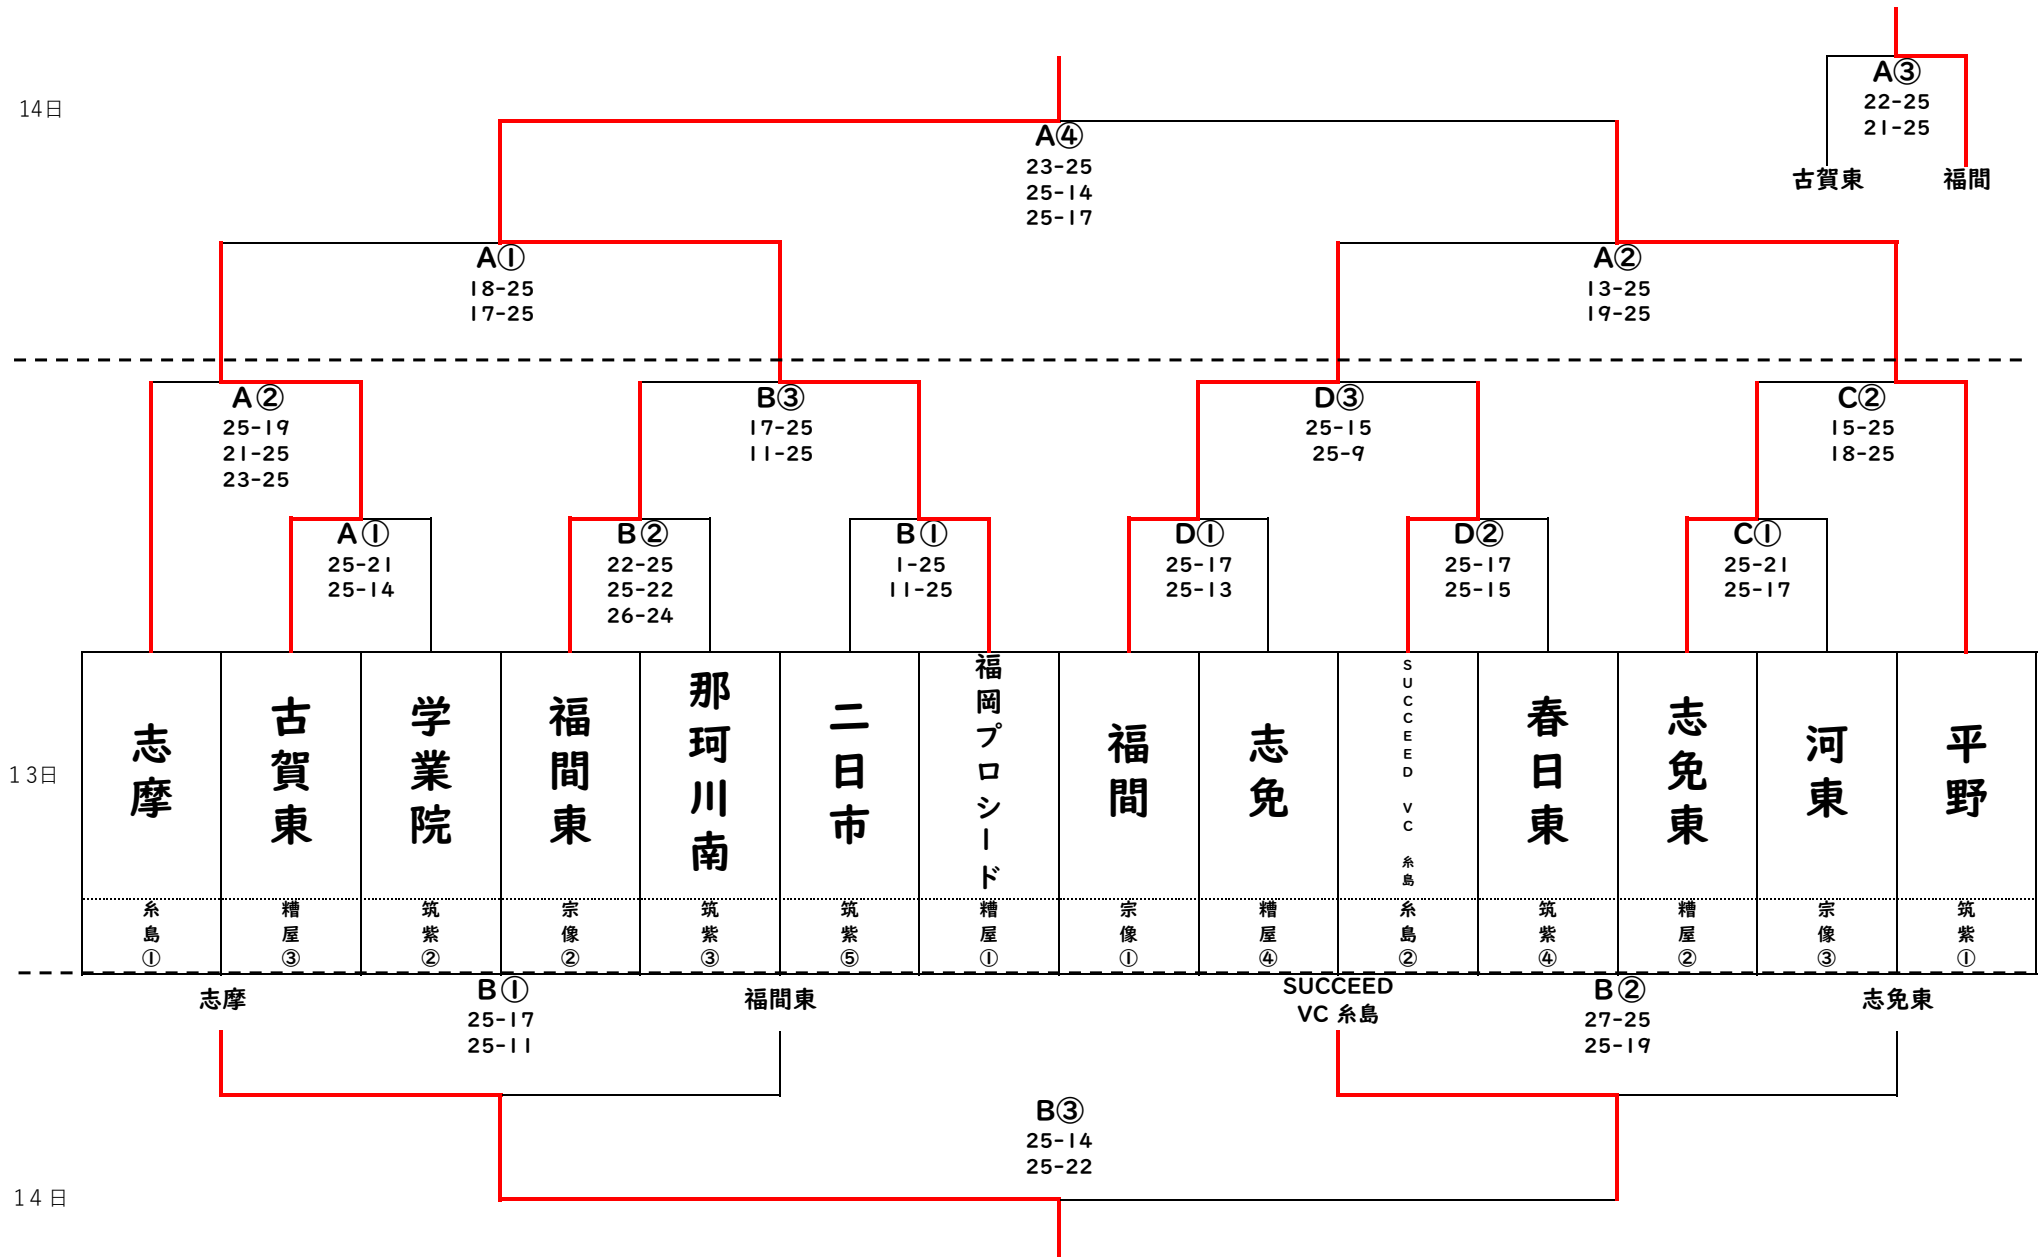 14日
A③
22-25
21-25
古賀東
福間
A④
23-25
25-14
25-17
A①
18-25
17-25
A②
13-25
19-25
A②
25-19
21-25
23-25
B③
17-25
11-25
D③
25-15
25-9
C②
15-25
18-25
A①
25-21
25-14
B②
22-25
25-22
26-24
B①
1-25
11-25
D①
25-17
25-13
D②
25-17
25-15
C①
25-21
25-17
13日
志摩
古賀東
学業院
福間東
那珂川南
二日市
福岡プロシード
福間
志免
SUCCEED VC 糸島
春日東
志免東
河東
平野
糸島①
糟屋③
筑紫②
宗像②
筑紫③
筑紫⑤
糟屋①
宗像①
糟屋④
糸島②
筑紫④
糟屋②
宗像③
筑紫①
志摩
B①
25-17
25-11
福間東
SUCCEED
VC 糸島
B②
27-25
25-19
志免東
B③
25-14
25-22
14日